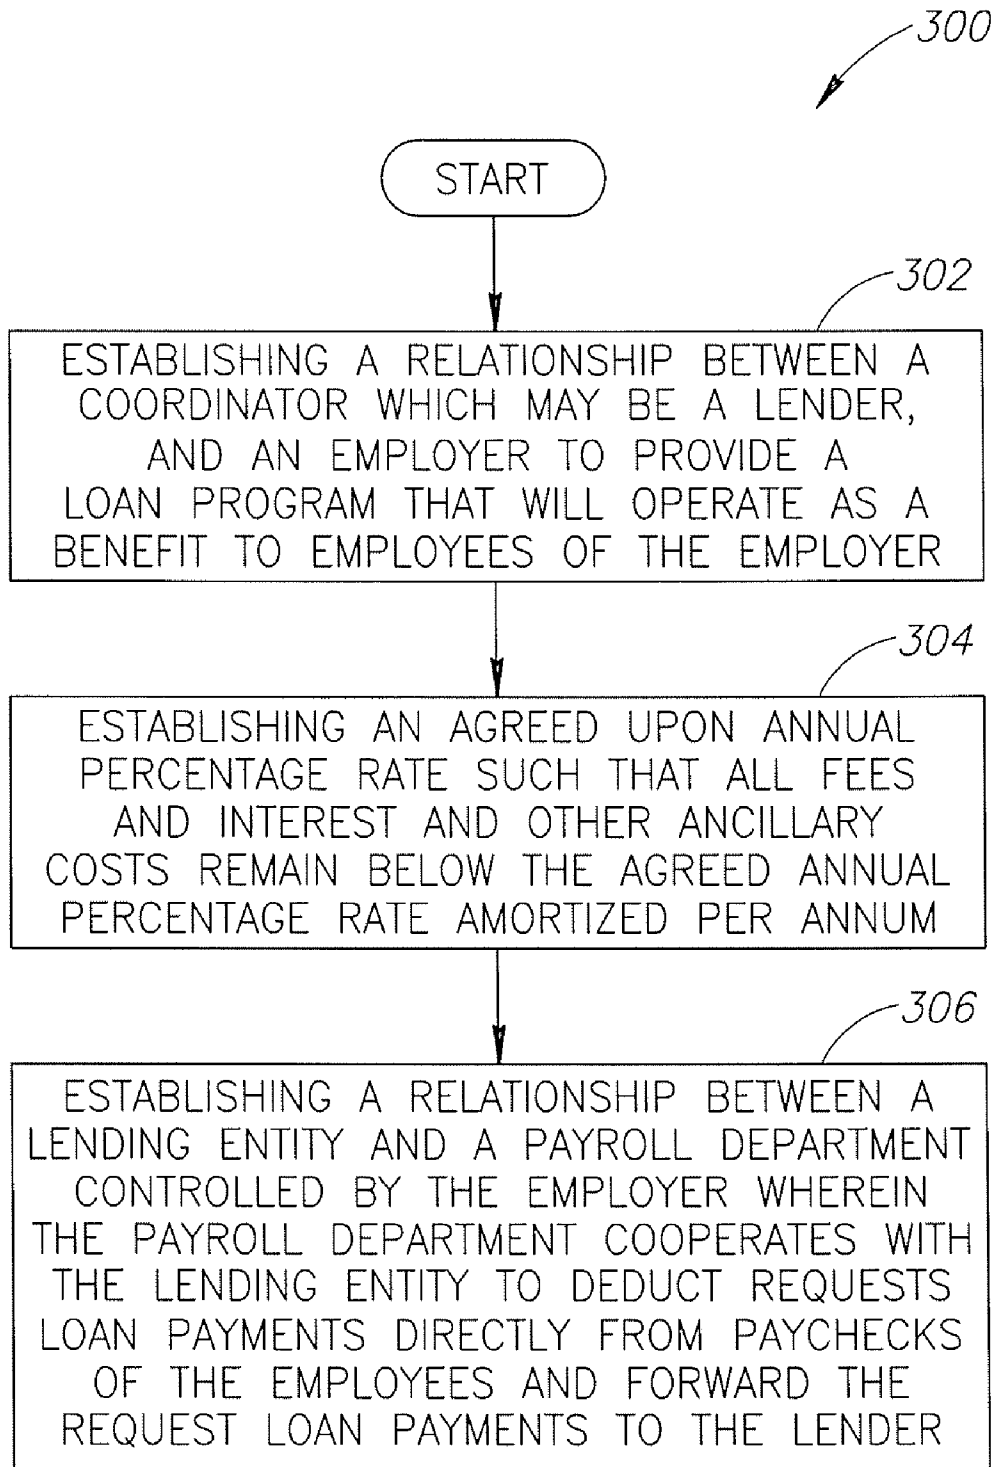 300
START
302
ESTABLISHING A RELATIONSHIP BETWEEN A
COORDINATOR WHICH MAY BE A LENDER,
AND AN EMPLOYER TO PROVIDE A
LOAN PROGRAM THAT WILL OPERATE AS A
BENEFIT TO EMPLOYEES OF THE EMPLOYER
304
ESTABLISHING AN AGREED UPON ANNUAL
PERCENTAGE RATE SUCH THAT ALL FEES
AND INTEREST AND OTHER ANCILLARY
COSTS REMAIN BELOW THE AGREED ANNUAL
PERCENTAGE RATE AMORTIZED PER ANNUM
306
ESTABLISHING A RELATIONSHIP BETWEEN A
LENDING ENTITY AND A PAYROLL DEPARTMENT
CONTROLLED BY THE EMPLOYER WHEREIN
THE PAYROLL DEPARTMENT COOPERATES WITH
THE LENDING ENTITY TO DEDUCT REQUESTS
LOAN PAYMENTS DIRECTLY FROM PAYCHECKS
OF THE EMPLOYEES AND FORWARD THE
REQUEST LOAN PAYMENTS TO THE LENDER